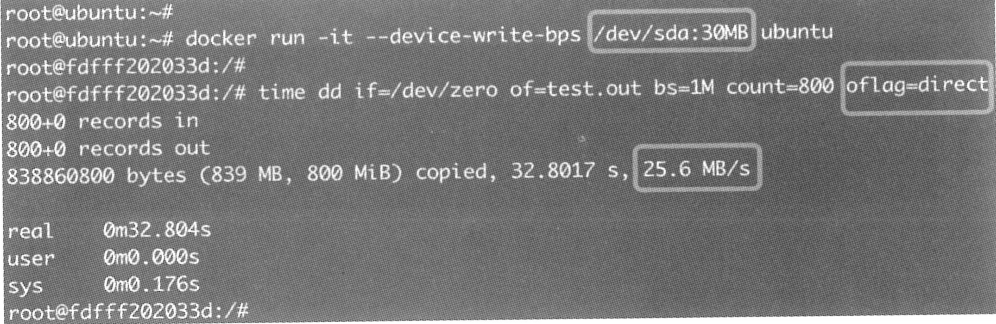 root@ubuntu:~#
root@ubuntu:~# docker run -it --device-write-bps /dev/sda:30MB ubuntu
root@fdfff202033d:/#
root@fdfff202033d:/# time dd if=/dev/zero of=test.out bs=1M count=800 oflag=direct
800+0 records in
800+0 records out
838860800 bytes (839 MB, 800 MiB) copied, 32.8017 s, 25.6 MB/s
real 0m32.804s
user 0m0.000s
sys 0m0.176s
root@fdfff202033d:/#